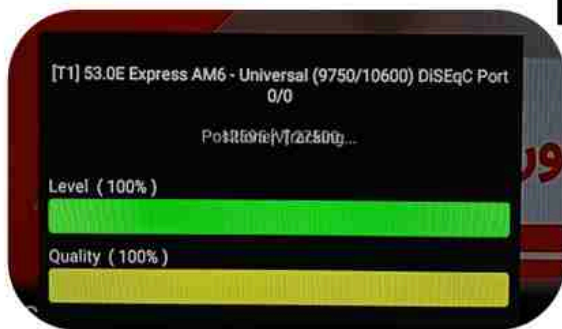 [T1] 53.0E Express AM6 - Universal (9750/10600) DiSEqC Port
0/0
Level (100%)
Quality (100%)